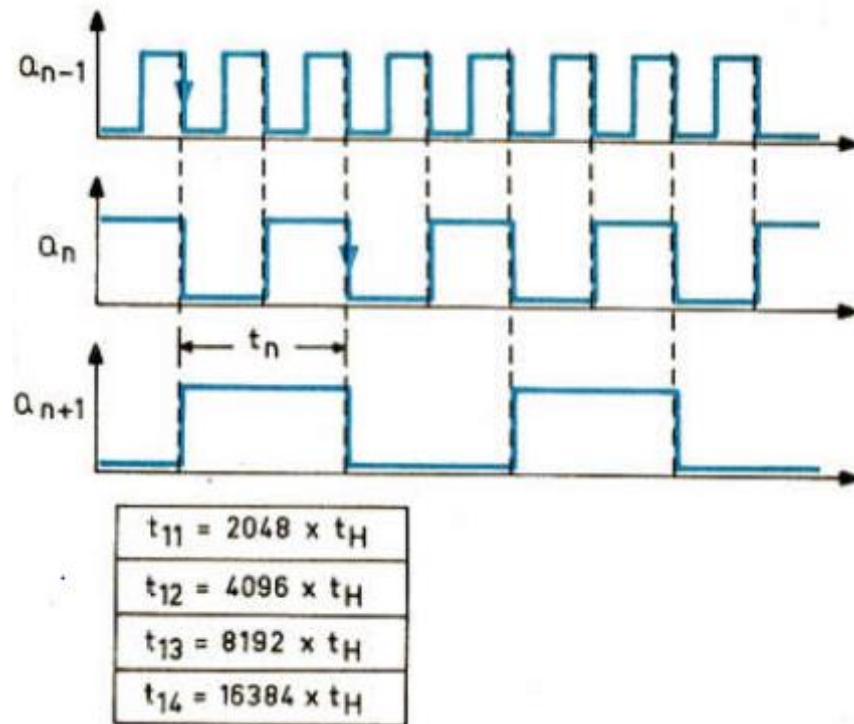 Qn-1
Qn
tn
Qn+1
t11 = 2048 x tH
t12 = 4096 x tH
t13 = 8192 x tH
t14 = 16384 x tH